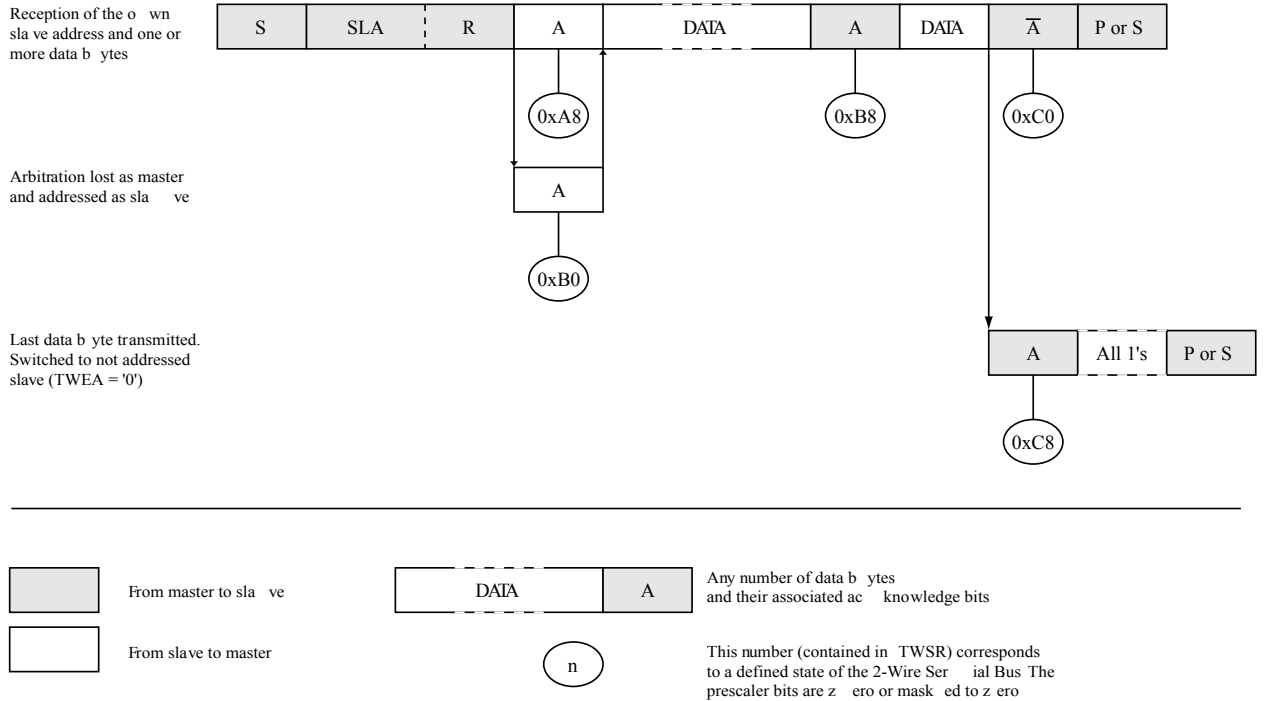 Reception of the o wn
sla ve address and one or
more data b ytes
S SLA R A DATA A DATA A̅ P or S
0xA8 0xB8 0xC0
Arbitration lost as master
and addressed as sla ve
A
0xB0
Last data b yte transmitted.
Switched to not addressed
slave (TWEA = '0')
A All 1's P or S
0xC8
From master to sla ve
DATA A
Any number of data b ytes
and their associated ac knowledge bits
From slave to master
n
This number (contained in TWSR) corresponds
to a defined state of the 2-Wire Ser ial Bus The
prescaler bits are z ero or mask ed to z ero